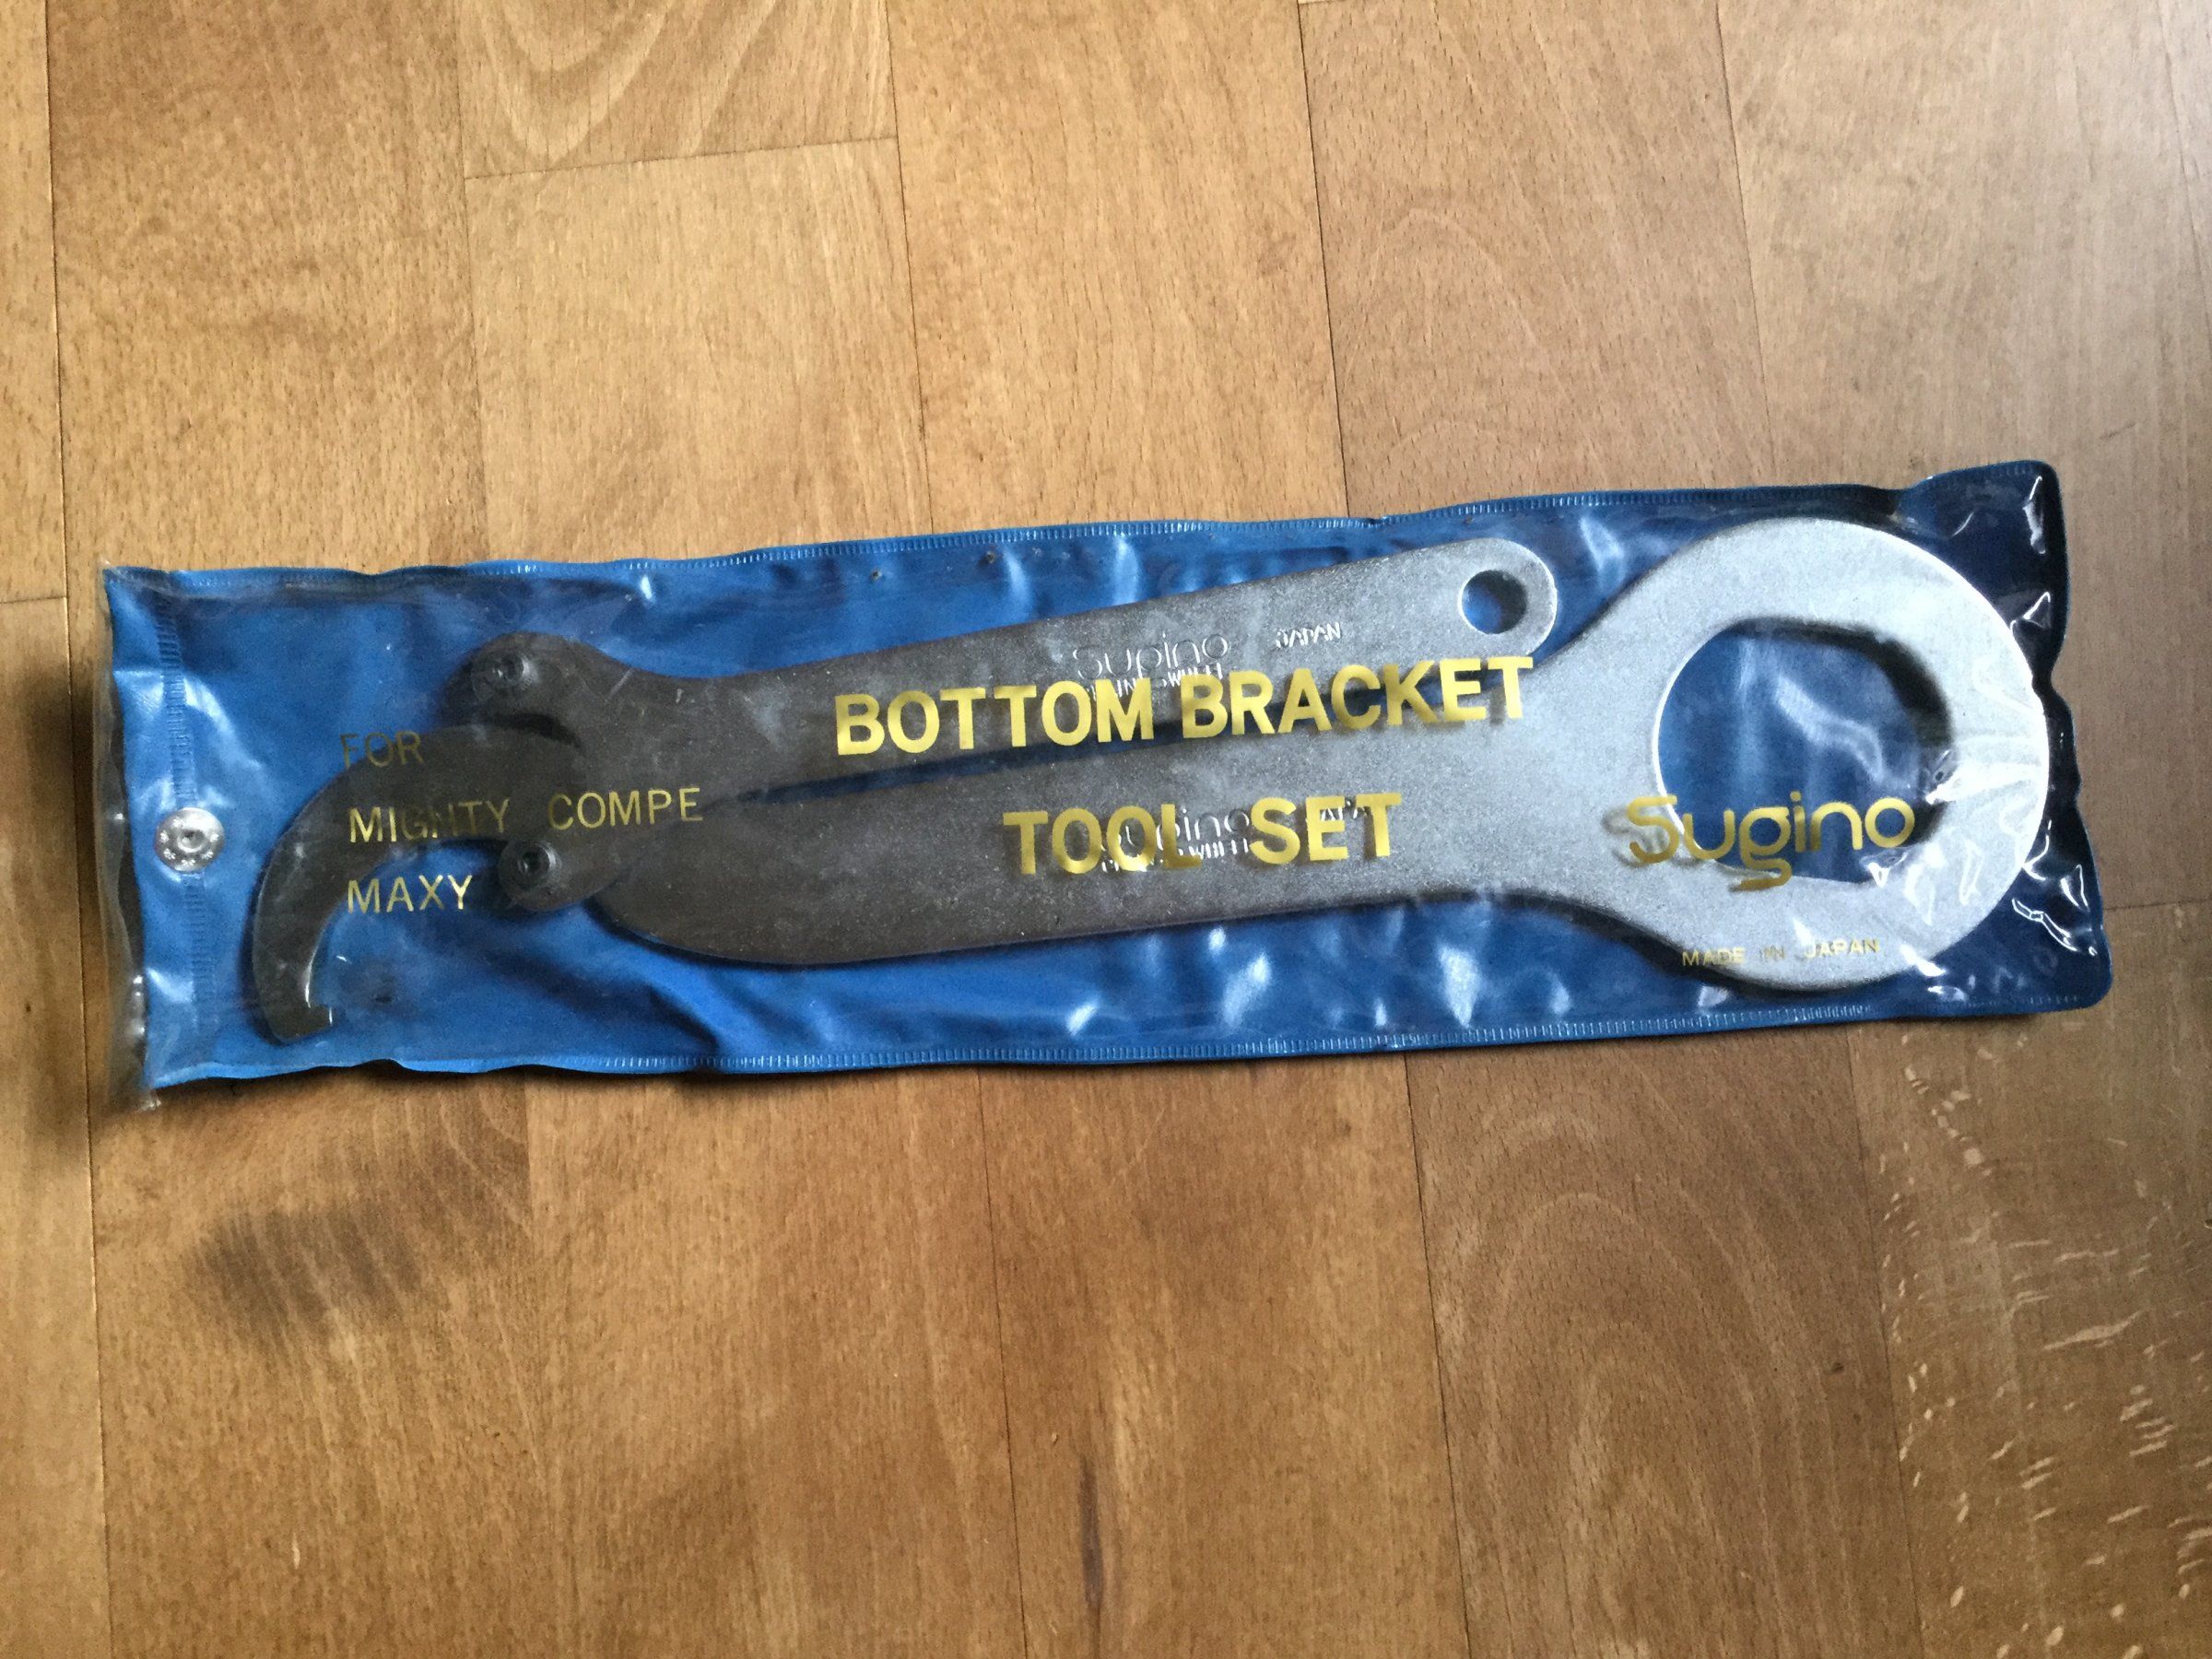 Sugino JAPAN
BOTTOM BRACKET
FOR
MIGHTY COMPE
MAXY
TOOL SET
Sugino
MADE IN JAPAN